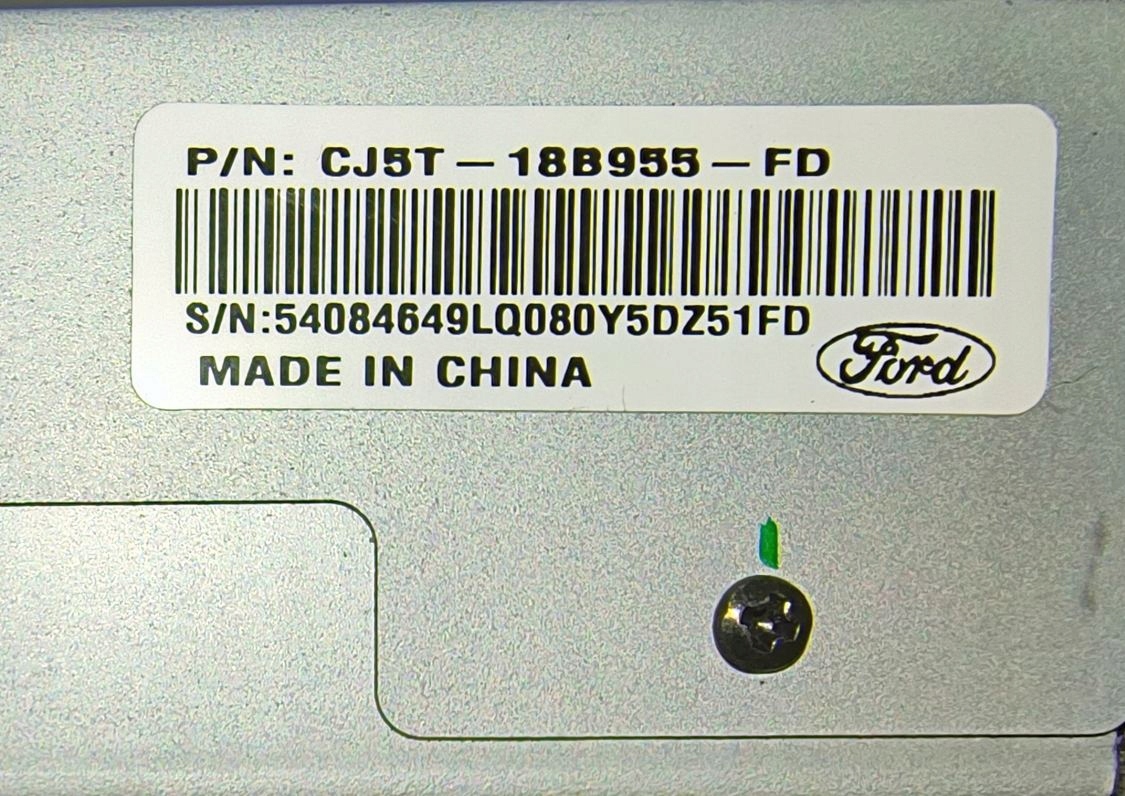 P/N: CJ5T – 18B955 – FD
S/N:54084649LQ080Y5DZ51FD
MADE IN CHINA
Ford